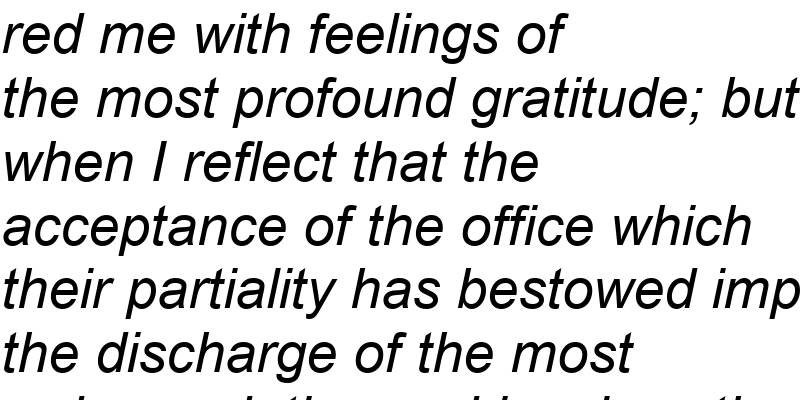 red me with feelings of
the most profound gratitude; but
when I reflect that the
acceptance of the office which
their partiality has bestowed imp
the discharge of the most